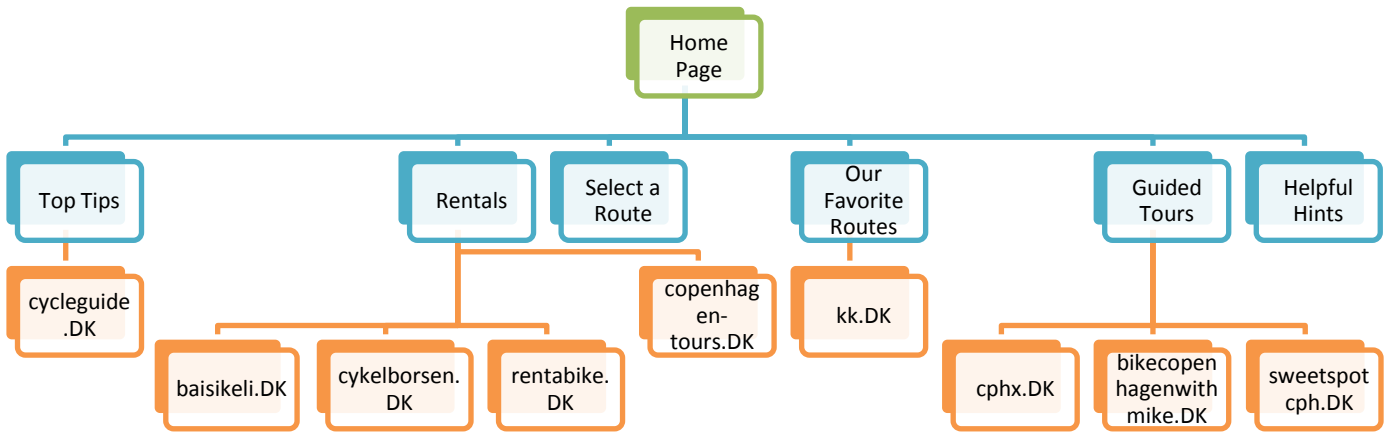 Home
Page
Top Tips
Rentals
Select a
Route
Our
Favorite
Routes
Guided
Tours
Helpful
Hints
cycleguide
.DK
copenhag
en-
tours.DK
kk.DK
baisikeli.DK
cykelborsen.
DK
rentabike.
DK
cphx.DK
bikecopen
hagenwith
mike.DK
sweetspot
cph.DK